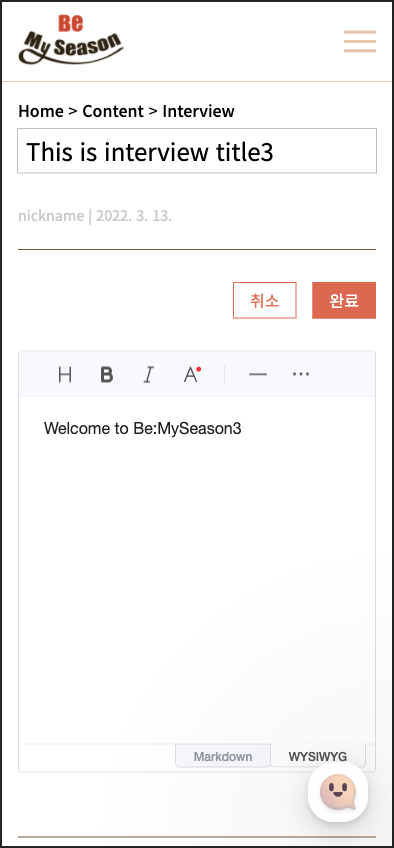 Be
My Season
Home > Content > Interview
This is interview title3
nickname | 2022. 3. 13.
취소 완료
H B I A
Welcome to Be:MySeason3
Markdown WYSIWYG